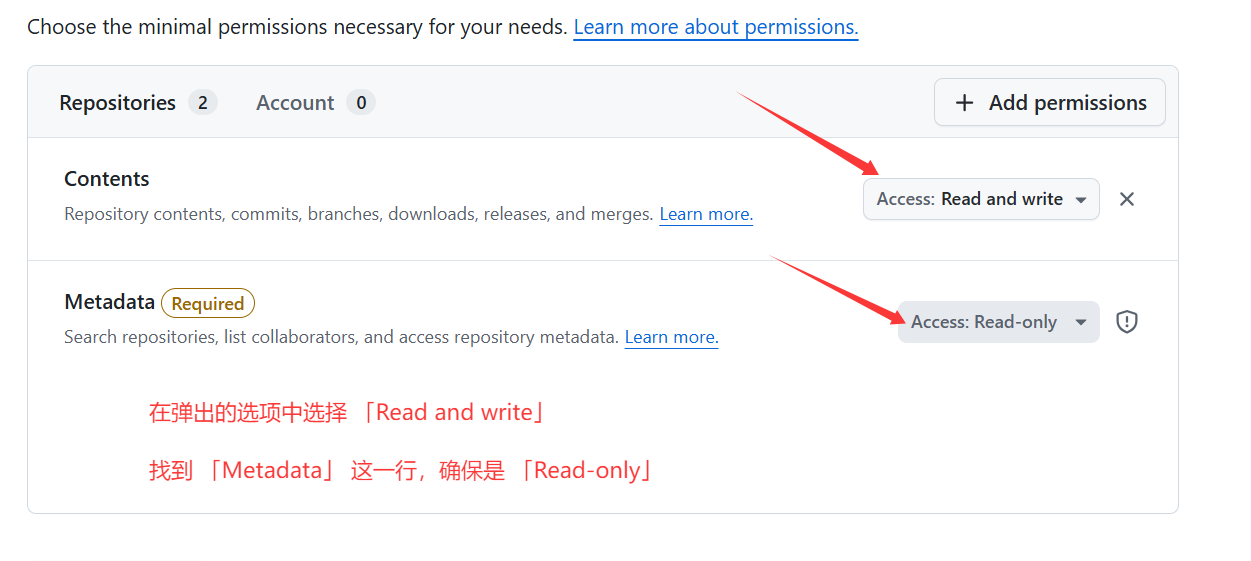 Choose the minimal permissions necessary for your needs. Learn more about permissions.
Repositories 2 Account 0 + Add permissions
Contents
Repository contents, commits, branches, downloads, releases, and merges. Learn more.
Access: Read and write
Metadata Required
Search repositories, list collaborators, and access repository metadata. Learn more.
Access: Read-only
在弹出的选项中选择 「Read and write」
找到 「Metadata」 这一行，确保是 「Read-only」